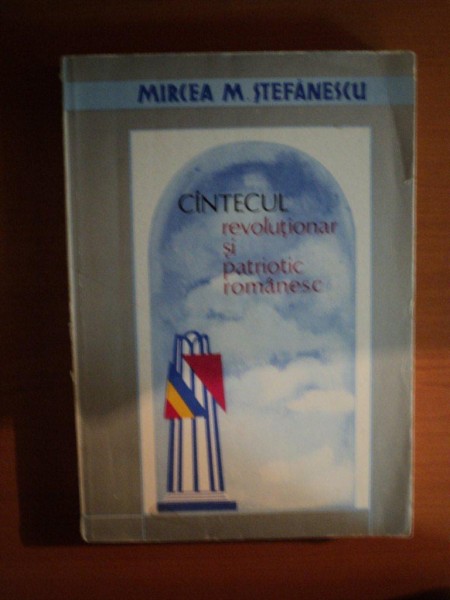 MIRCEA M. ŞTEFĂNESCU
CÎNTECUL
revoluţionar
şi
patriotic
românesc